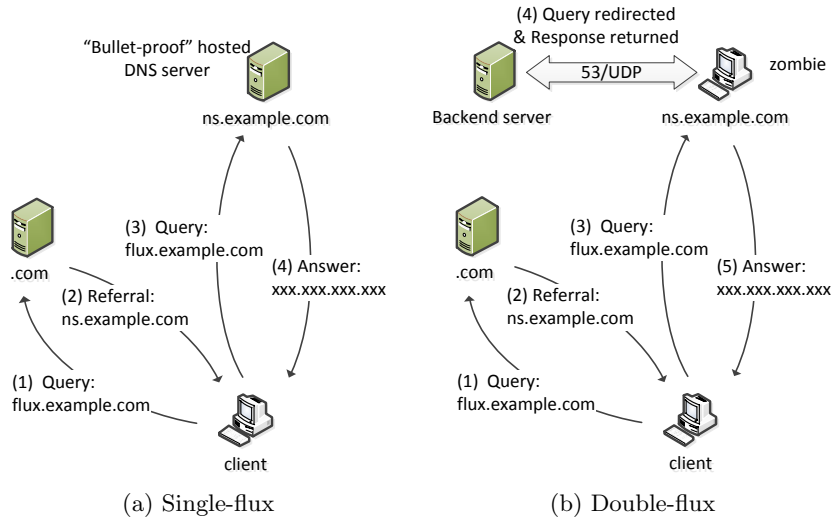 “Bullet-proof” hosted
DNS server
ns.example.com
(3) Query:
flux.example.com
.com
(4) Answer:
xxx.xxx.xxx.xxx
(2) Referral:
ns.example.com
(1) Query:
flux.example.com
client
(a) Single-flux
(4) Query redirected
& Response returned
53/UDP
zombie
Backend server
ns.example.com
(3) Query:
flux.example.com
.com
(5) Answer:
xxx.xxx.xxx.xxx
(2) Referral:
ns.example.com
(1) Query:
flux.example.com
client
(b) Double-flux